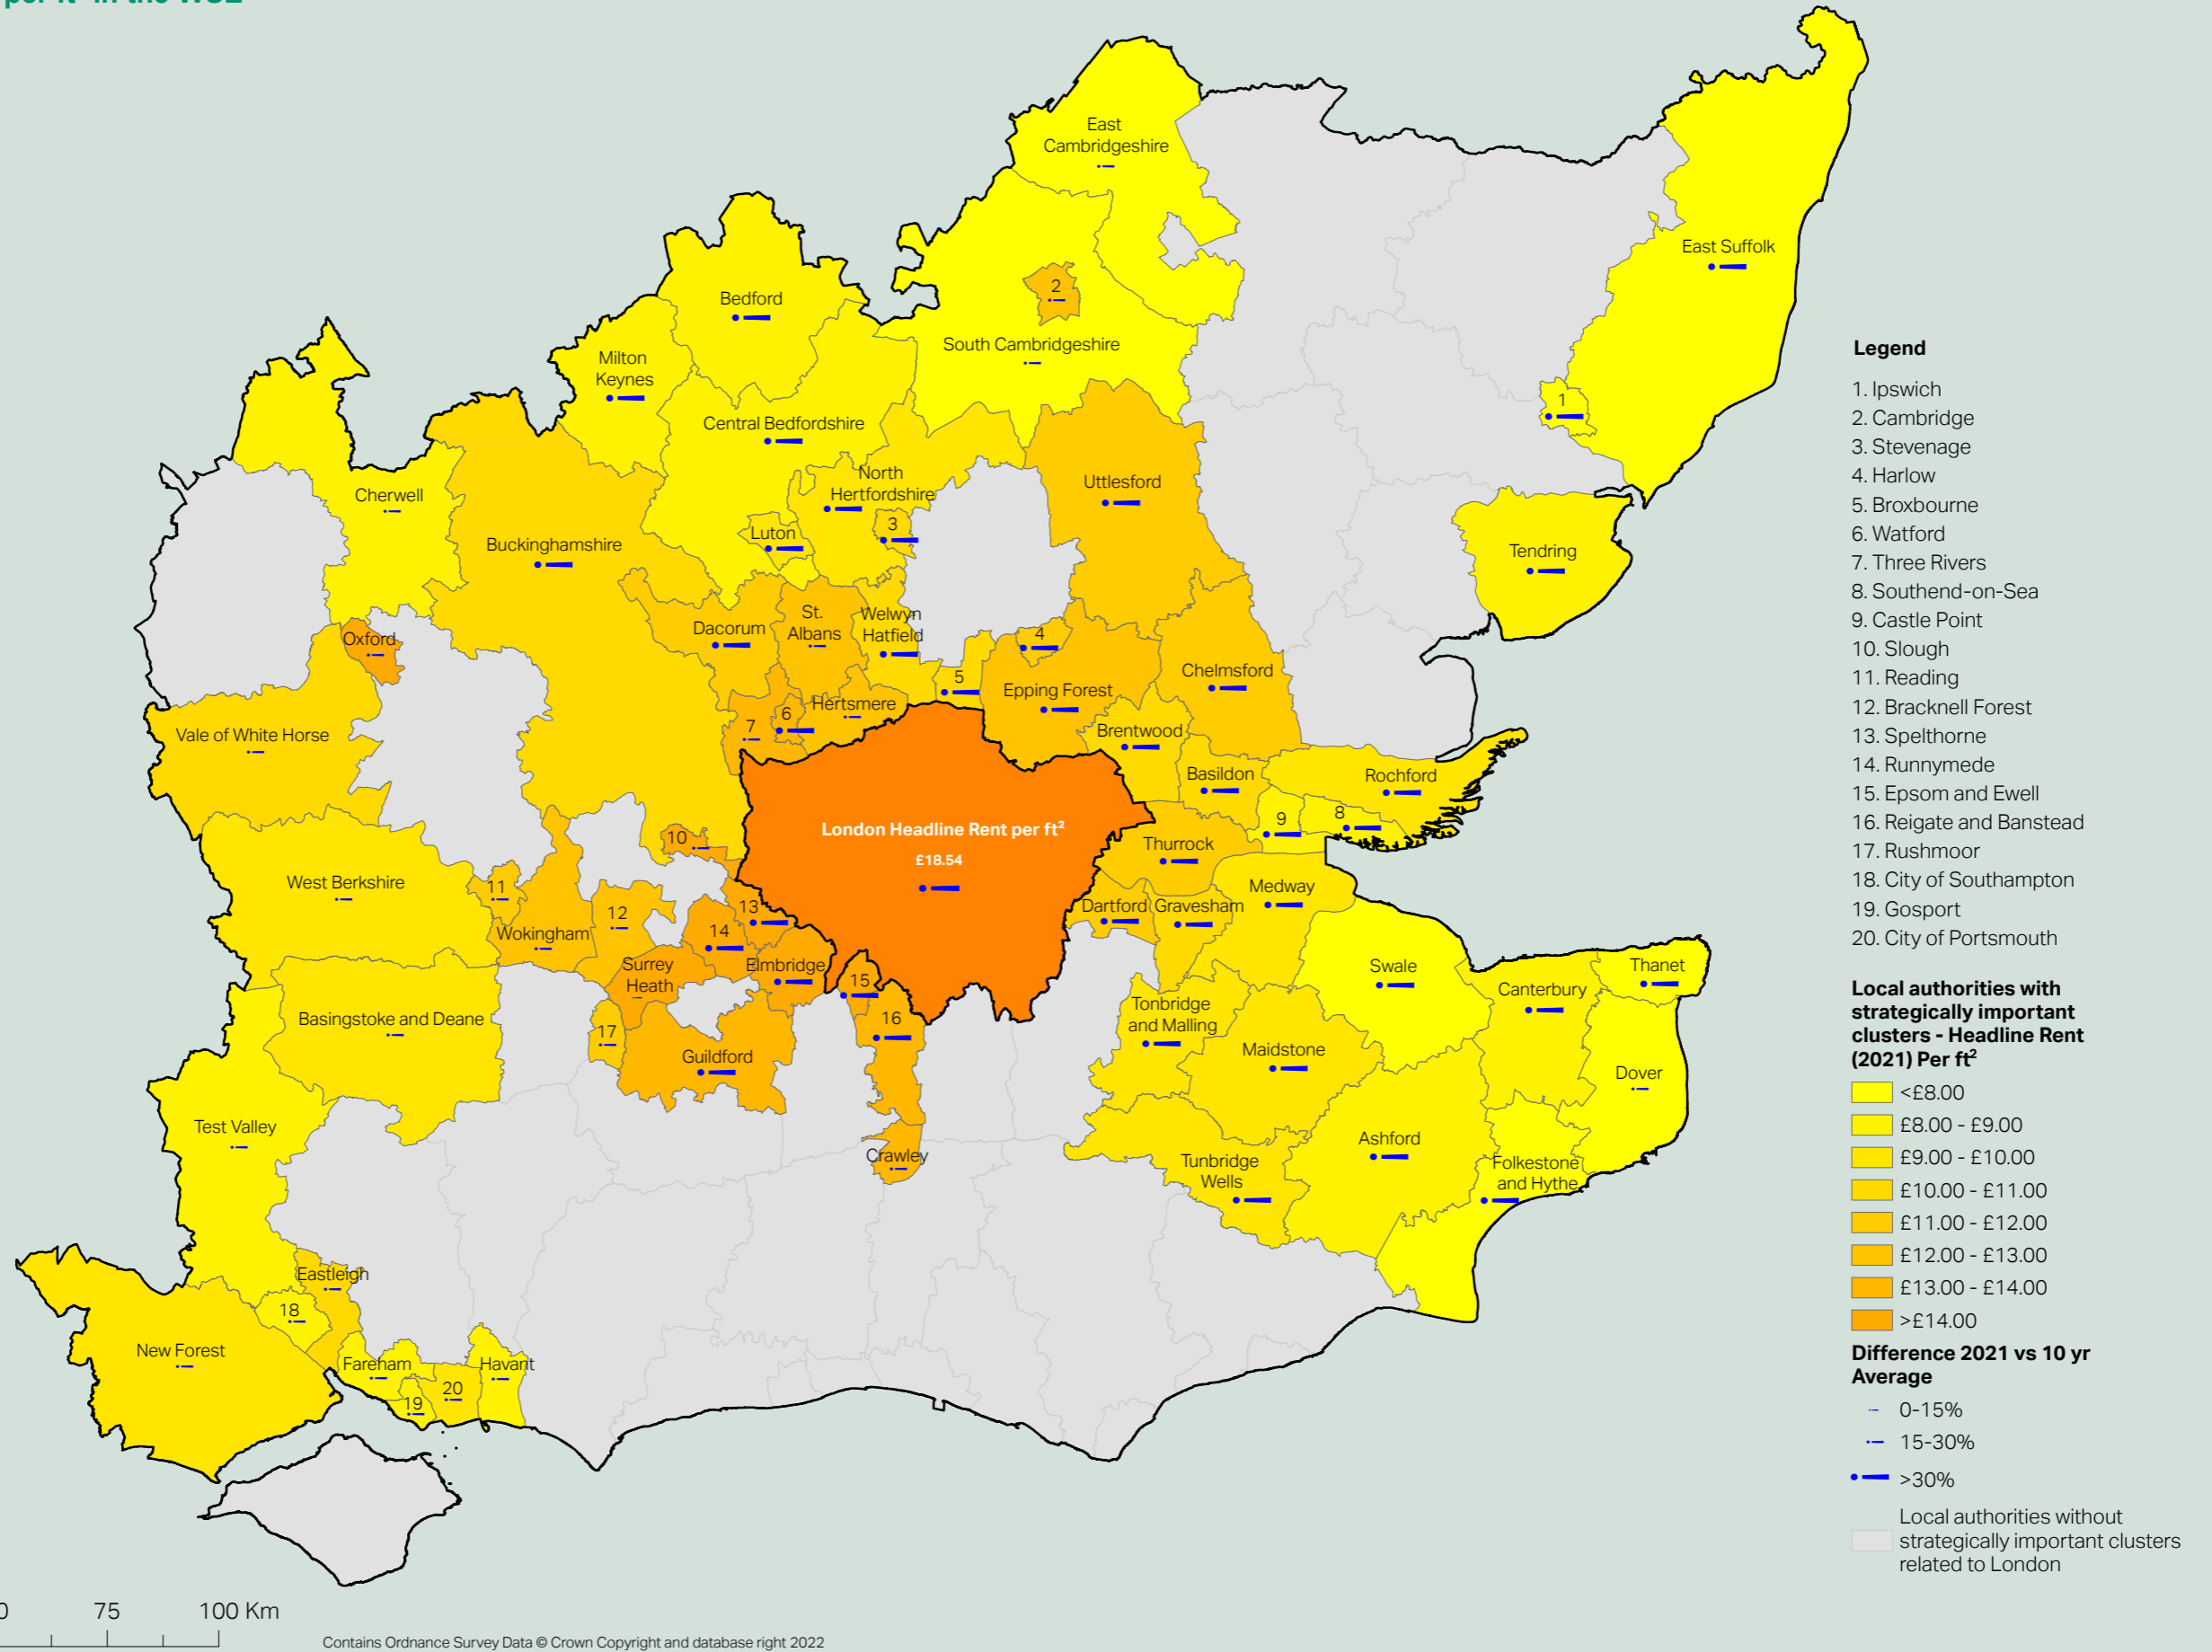 per ft² in the WSE
East
Cambridgeshire
East Suffolk
Bedford
2
South Cambridgeshire
Milton
Keynes
1
Central Bedfordshire
North
Hertfordshire
Uttlesford
Cherwell
Luton
3
Buckinghamshire
Tendring
Oxford
Dacorum
St.
Albans
Welwyn
Hatfield
4
Chelmsford
5
Epping Forest
Hertsmere
6
7
Vale of White Horse
Brentwood
Basildon
Rochford
London Headline Rent per ft²
£18.54
10
9
8
Thurrock
West Berkshire
11
Medway
12
13
Dartford
Gravesham
Wokingham
14
Surrey
Heath
Elmbridge
Swale
Thanet
15
Canterbury
Basingstoke and Deane
Tonbridge
and Malling
16
17
Guildford
Maidstone
Dover
Test Valley
Ashford
Crawley
Tunbridge
Wells
Folkestone
and Hythe
Eastleigh
18
New Forest
Fareham
Havant
20
19
Legend
1. Ipswich
2. Cambridge
3. Stevenage
4. Harlow
5. Broxbourne
6. Watford
7. Three Rivers
8. Southend-on-Sea
9. Castle Point
10. Slough
11. Reading
12. Bracknell Forest
13. Spelthorne
14. Runnymede
15. Epsom and Ewell
16. Reigate and Banstead
17. Rushmoor
18. City of Southampton
19. Gosport
20. City of Portsmouth
Local authorities with
strategically important
clusters - Headline Rent
(2021) Per ft²
<£8.00
£8.00 - £9.00
£9.00 - £10.00
£10.00 - £11.00
£11.00 - £12.00
£12.00 - £13.00
£13.00 - £14.00
>£14.00
Difference 2021 vs 10 yr
Average
0-15%
15-30%
>30%
Local authorities without
strategically important clusters
related to London
0 75 100 Km
Contains Ordnance Survey Data © Crown Copyright and database right 2022